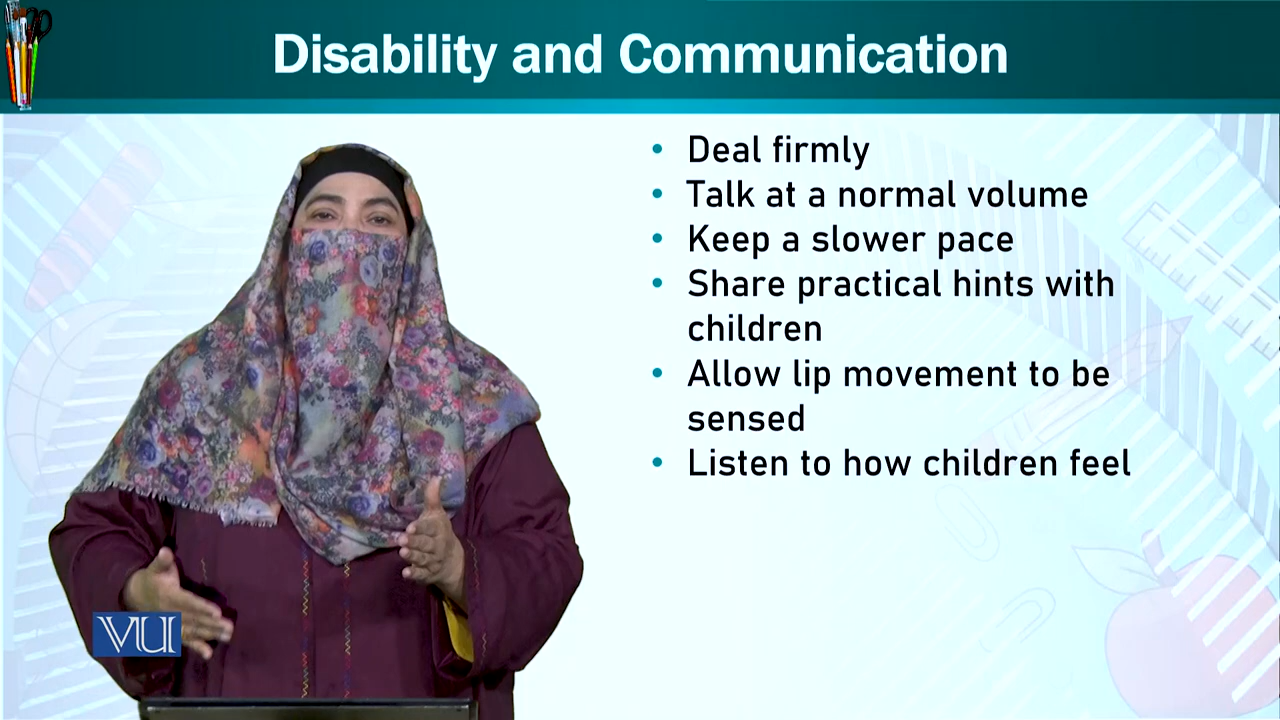 Disability and Communication
• Deal firmly
• Talk at a normal volume
• Keep a slower pace
• Share practical hints with
children
• Allow lip movement to be
sensed
• Listen to how children feel
VU